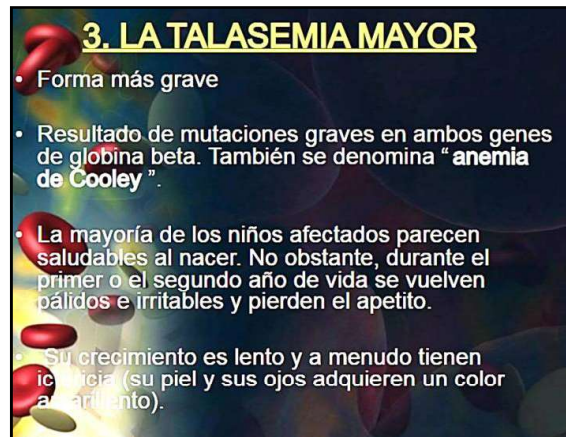 3. LA TALASEMIA MAYOR
• Forma más grave
• Resultado de mutaciones graves en ambos genes
de globina beta. También se denomina “ anemia
de Cooley ”.
• La mayoría de los niños afectados parecen
saludables al nacer. No obstante, durante el
primer o el segundo año de vida se vuelven
pálidos e irritables y pierden el apetito.
• Su crecimiento es lento y a menudo tienen
ictericia (su piel y sus ojos adquieren un color
amarillento).